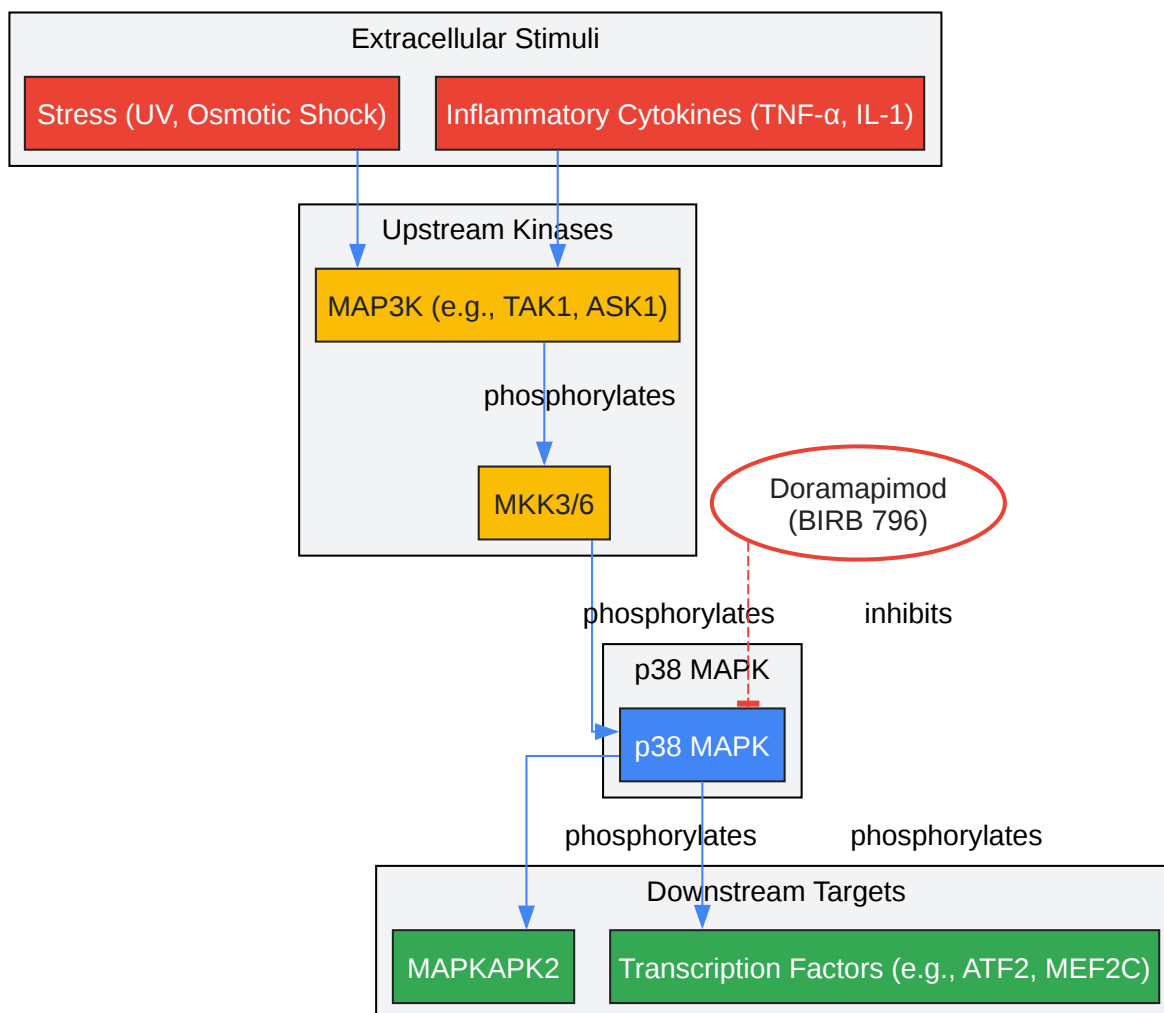 Extracellular Stimuli
Stress (UV, Osmotic Shock)
Inflammatory Cytokines (TNF-α, IL-1)
Upstream Kinases
MAP3K (e.g., TAK1, ASK1)
phosphorylates
MKK3/6
Doramapimod
(BIRB 796)
phosphorylates
inhibits
p38 MAPK
p38 MAPK
phosphorylates
phosphorylates
Downstream Targets
MAPKAPK2
Transcription Factors (e.g., ATF2, MEF2C)